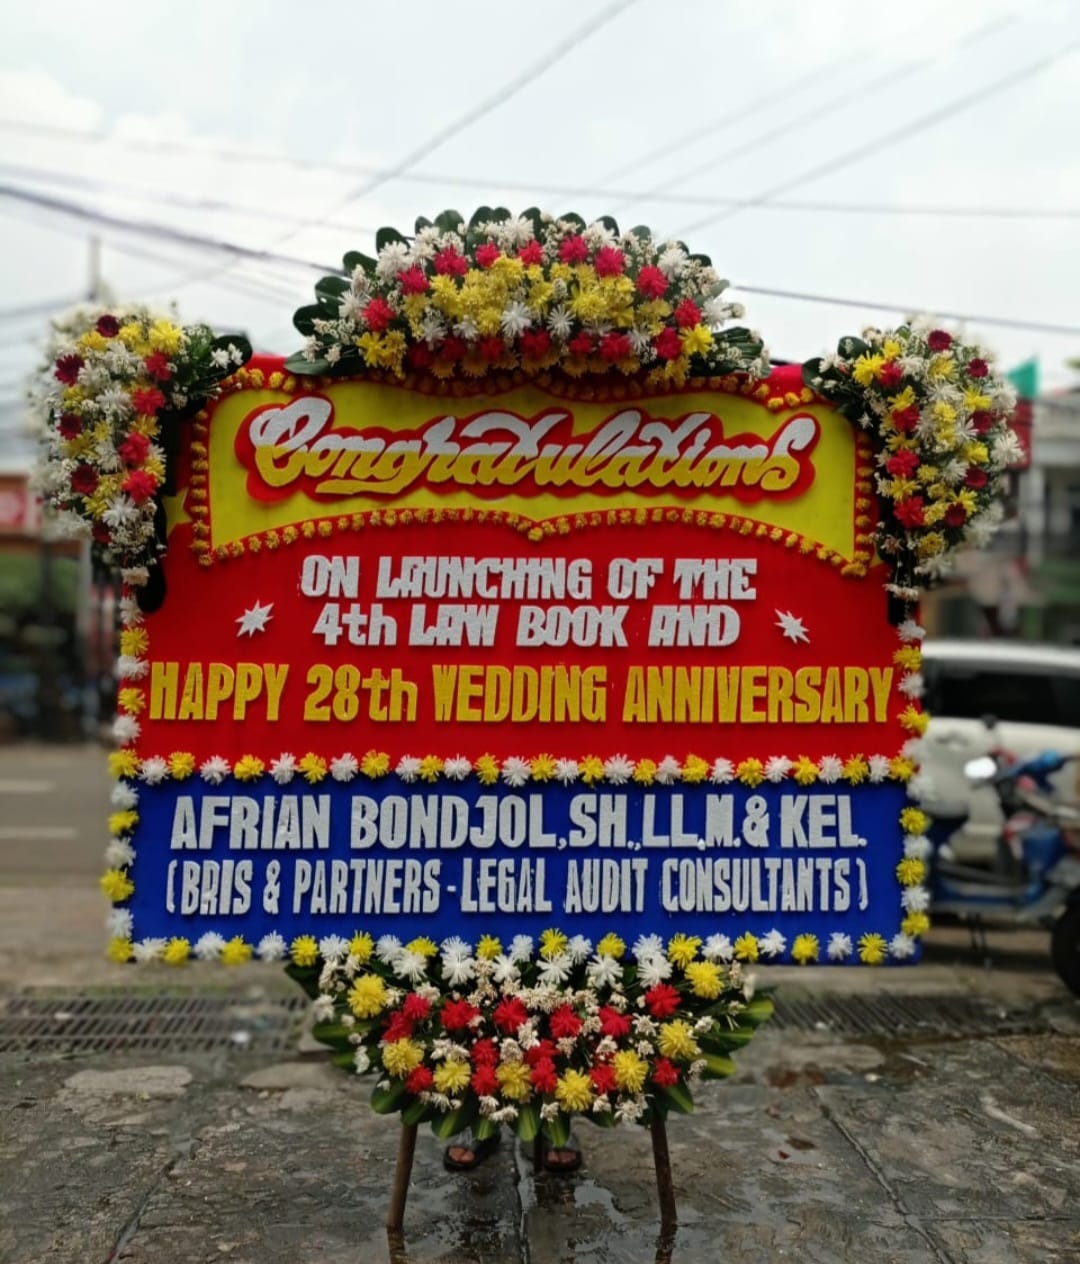 Congratulations
ON LAUNCHING OF THE
4th LAW BOOK AND
HAPPY 28th WEDDING ANNIVERSARY
AFRIAN BONDJOL,SH.,LL.M.& KEL.
(BRIS & PARTNERS-LEGAL AUDIT CONSULTANTS)